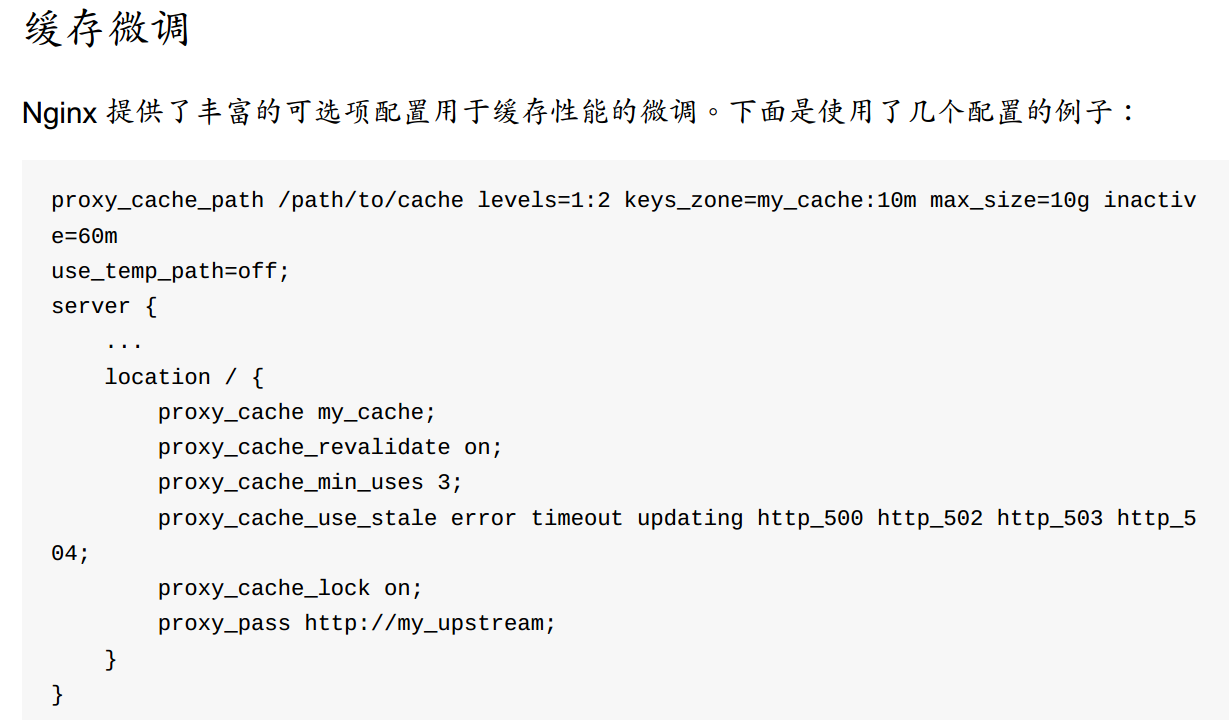 缓存微调
Nginx 提供了丰富的可选项配置用于缓存性能的微调。下面是使用了几个配置的例子：
proxy_cache_path /path/to/cache levels=1:2 keys_zone=my_cache:10m max_size=10g inactiv
e=60m
use_temp_path=off;
server {
    ...
    location / {
        proxy_cache my_cache;
        proxy_cache_revalidate on;
        proxy_cache_min_uses 3;
        proxy_cache_use_stale error timeout updating http_500 http_502 http_503 http_5
04;
        proxy_cache_lock on;
        proxy_pass http://my_upstream;
    }
}